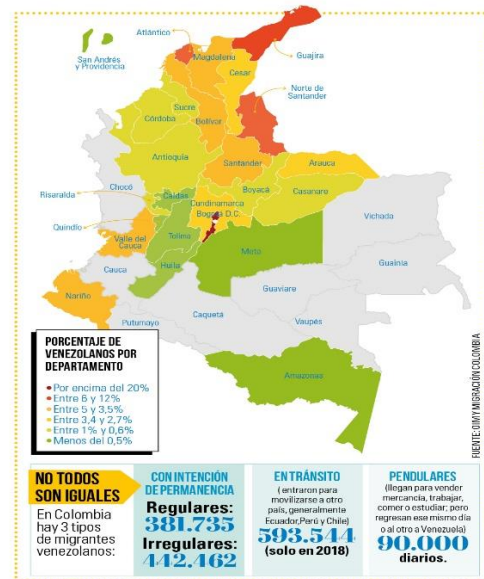 Atlántico
Magdalena
Guajira
San Andrés
y Providencia
Cesar
Norte de
Santander
Sucre
Córdoba
Bolívar
Antioquia
Santander
Arauca
Risaralda
Chocó
Caldas
Boyacá
Casanare
Cundinamarca
Bogotá D.C.
Quindío
Vichada
Valle del
Cauca
Tolima
Meta
Guainía
Cauca
Huila
Guaviare
Nariño
Caqueta
Vaupés
Putumayo
Amazonas
PORCENTAJE DE
VENEZOLANOS POR
DEPARTAMENTO
Por encima del 20%
Entre 6 y 12%
Entre 5 y 3,5%
Entre 3,4 y 2,7%
Entre 1% y 0,6%
Menos del 0,5%
FUENTE: OIM Y MIGRACIÓN COLOMBIA
NO TODOS
SON IGUALES
En Colombia
hay 3 tipos
de migrantes
venezolanos:
CON INTENCIÓN
DE PERMANENCIA
Regulares:
381.735
Irregulares:
442.462
EN TRÁNSITO
( entraron para
movilizarse a otro
país, generalmente
Ecuador,Perú y Chile)
593.544
(solo en 2018)
PENDULARES
(llegan para vender
mercancía, trabajar,
comer o estudiar; pero
regresan ese mismo día
o al otro a Venezuela)
90.000
diarios.